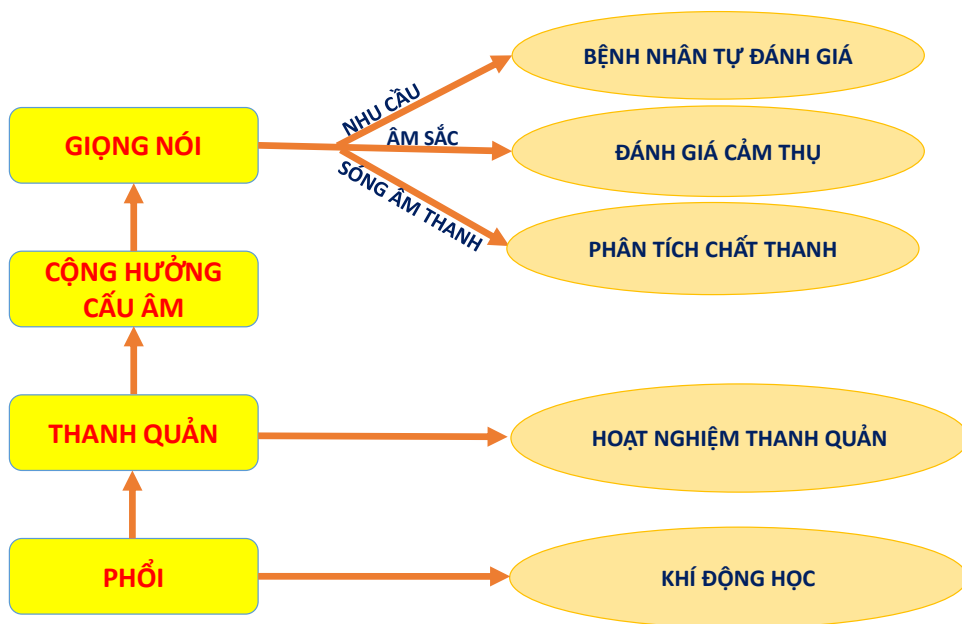 BỆNH NHÂN TỰ ĐÁNH GIÁ
NHU CẦU
GIỌNG NÓI
ÂM SẮC
ĐÁNH GIÁ CẢM THỤ
SÓNG ÂM THANH
PHÂN TÍCH CHẤT THANH
CỘNG HƯỞNG
CẤU ÂM
THANH QUẢN
HOẠT NGHIỆM THANH QUẢN
PHỔI
KHÍ ĐỘNG HỌC